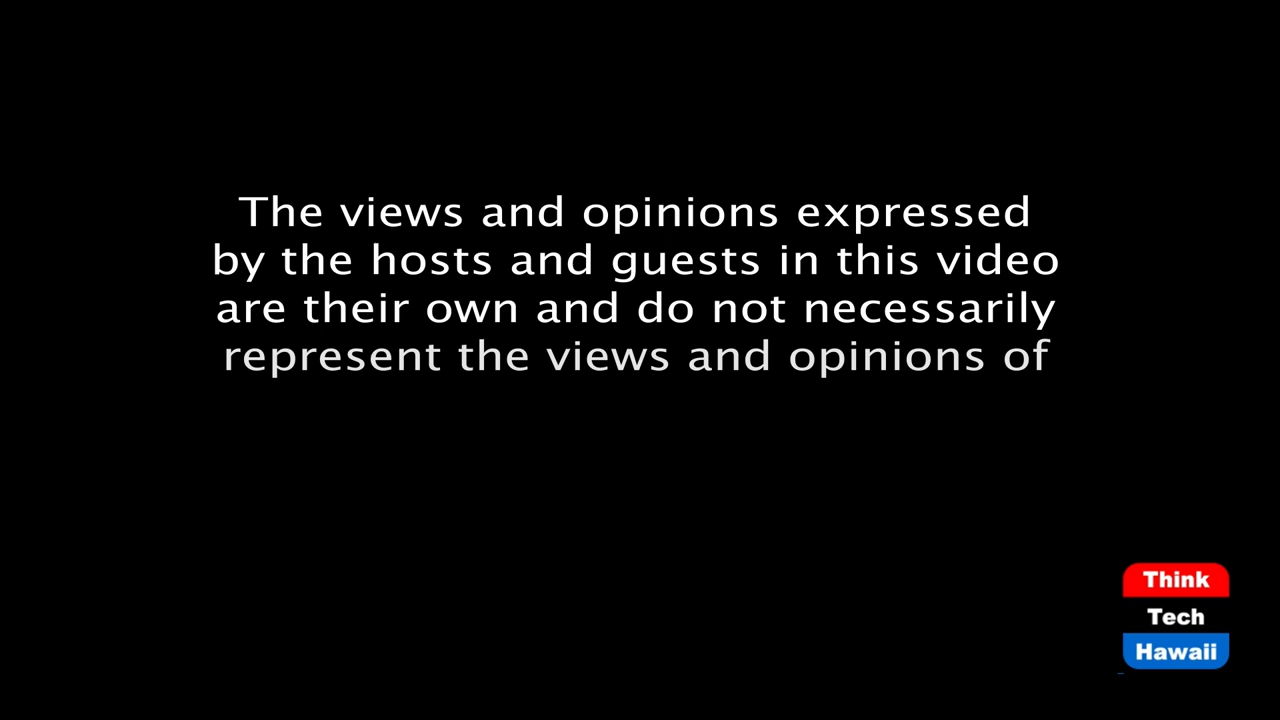 The views and opinions expressed
by the hosts and guests in this video
are their own and do not necessarily
represent the views and opinions of
Think
Tech
Hawaii